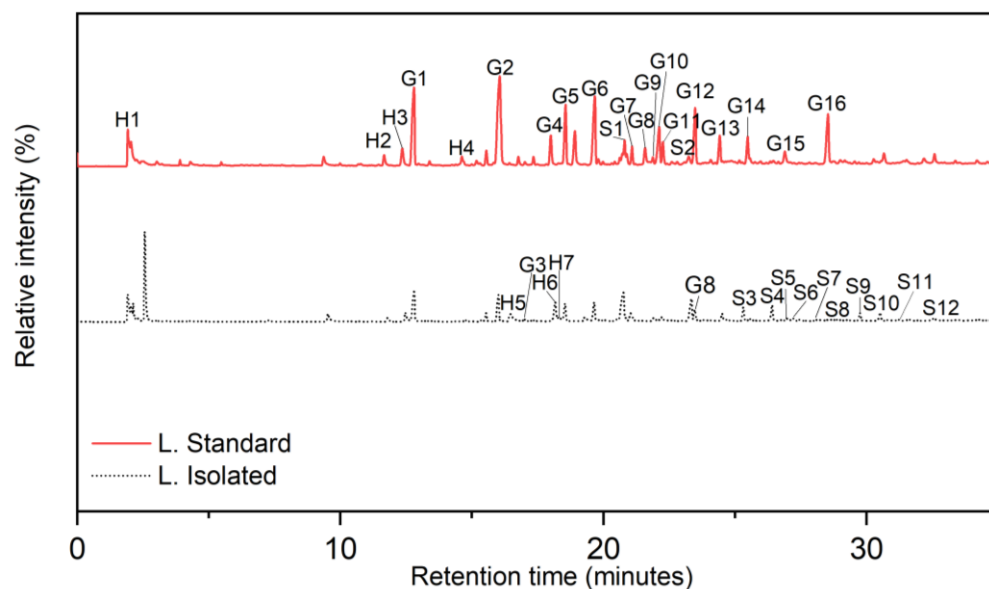 Relative intensity (%)
H1
H2
H3
G1
H4
G2
G4
G5
G6
S1
G7
G8
G9
G10
G11
S2
G12
G13
G14
G15
G16
H5
G3
H6
H7
G8
S3
S4
S5
S6
S7
S8
S9
S10
S11
S12
L. Standard
L. Isolated
0
10
20
30
Retention time (minutes)